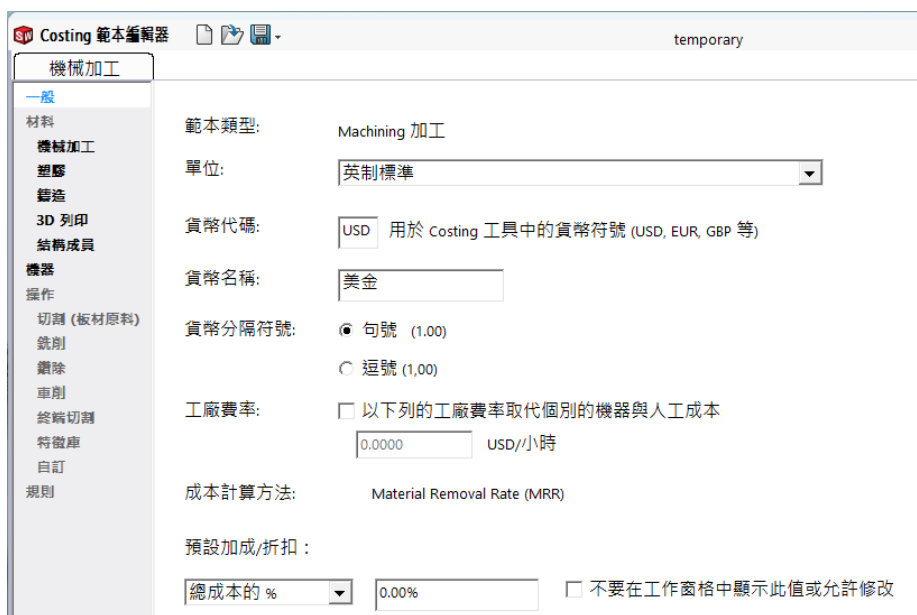 SW Costing 範本編輯器
temporary
機械加工
一般
材料
機械加工
塑膠
鑄造
3D 列印
結構成員
機器
操作
切割 (板材原料)
銑削
鑽除
車削
終端切割
特徵庫
自訂
規則
範本類型: Machining 加工
單位: 英制標準
貨幣代碼: USD 用於 Costing 工具中的貨幣符號 (USD, EUR, GBP 等)
貨幣名稱: 美金
貨幣分隔符號: 句號 (1.00)
逗號 (1,00)
工廠費率: 以下列的工廠費率取代個別的機器與人工成本
0.0000 USD/小時
成本計算方法: Material Removal Rate (MRR)
預設加成/折扣：
總成本的 % 0.00% 不要在工作窗格中顯示此值或允許修改